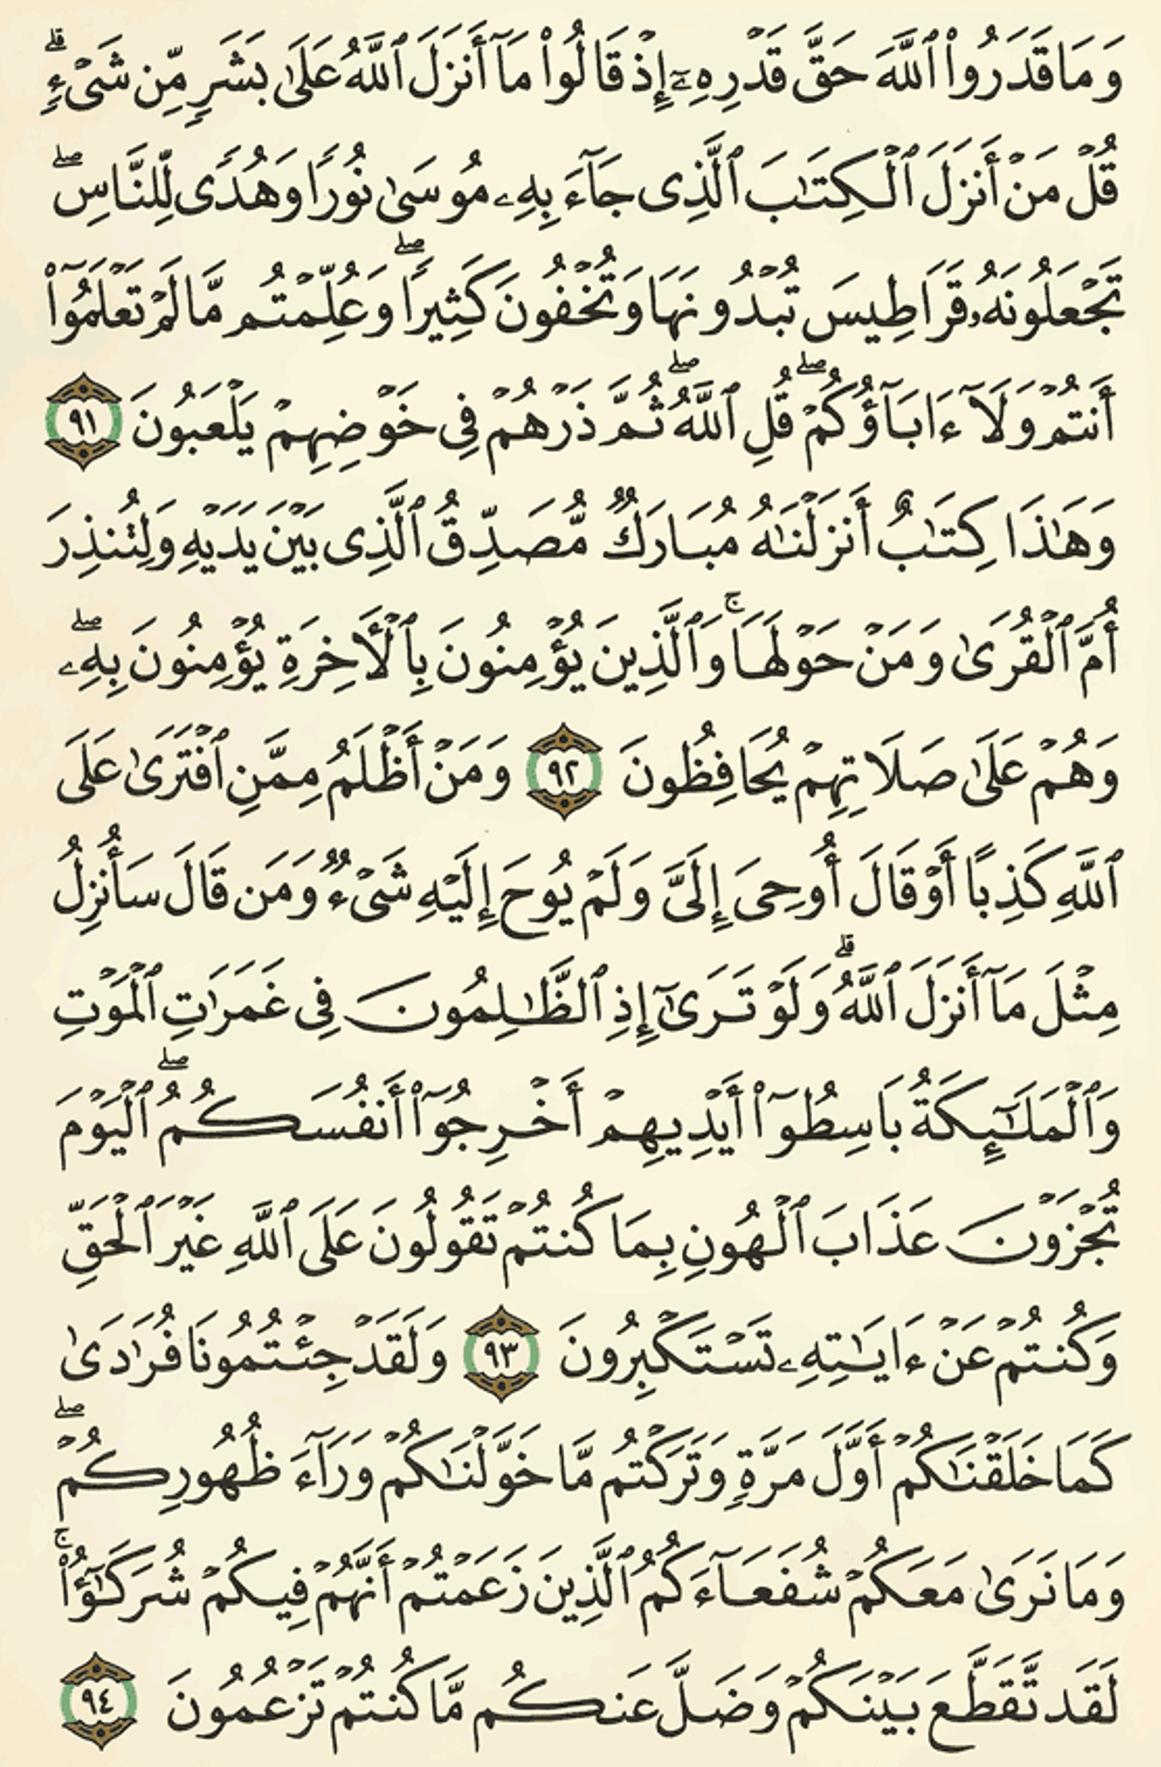 وَمَا قَدَرُوا۟ ٱللَّهَ حَقَّ قَدْرِهِۦٓ إِذْ قَالُوا۟ مَآ أَنزَلَ ٱللَّهُ عَلَىٰ بَشَرٍ مِّن شَىْءٍ ۗ
قُلْ مَنْ أَنزَلَ ٱلْكِتَـٰبَ ٱلَّذِى جَآءَ بِهِۦ مُوسَىٰ نُورًا وَهُدًى لِّلنَّاسِ ۖ
تَجْعَلُونَهُۥ قَرَاطِيسَ تُبْدُونَهَا وَتُخْفُونَ كَثِيرًا ۖ وَعُلِّمْتُم مَّا لَمْ تَعْلَمُوٓا۟
أَنتُمْ وَلَآ ءَابَآؤُكُمْ ۖ قُلِ ٱللَّهُ ۖ ثُمَّ ذَرْهُمْ فِى خَوْضِهِمْ يَلْعَبُونَ ٩١
وَهَـٰذَا كِتَـٰبٌ أَنزَلْنَـٰهُ مُبَارَكٌ مُّصَدِّقُ ٱلَّذِى بَيْنَ يَدَيْهِ وَلِتُنذِرَ
أُمَّ ٱلْقُرَىٰ وَمَنْ حَوْلَهَا ۚ وَٱلَّذِينَ يُؤْمِنُونَ بِٱلْـَٔاخِرَةِ يُؤْمِنُونَ بِهِۦ ۖ
وَهُمْ عَلَىٰ صَلَاتِهِمْ يُحَافِظُونَ ٩٢ وَمَنْ أَظْلَمُ مِمَّنِ ٱفْتَرَىٰ عَلَى
ٱللَّهِ كَذِبًا أَوْ قَالَ أُوحِىَ إِلَىَّ وَلَمْ يُوحَ إِلَيْهِ شَىْءٌ وَمَن قَالَ سَأُنزِلُ
مِثْلَ مَآ أَنزَلَ ٱللَّهُ ۗ وَلَوْ تَرَىٰٓ إِذِ ٱلظَّـٰلِمُونَ فِى غَمَرَٰتِ ٱلْمَوْتِ
وَٱلْمَلَـٰٓئِكَةُ بَاسِطُوٓا۟ أَيْدِيهِمْ أَخْرِجُوٓا۟ أَنفُسَكُمُ ۖ ٱلْيَوْمَ
تُجْزَوْنَ عَذَابَ ٱلْهُونِ بِمَا كُنتُمْ تَقُولُونَ عَلَى ٱللَّهِ غَيْرَ ٱلْحَقِّ
وَكُنتُمْ عَنْ ءَايَـٰتِهِۦ تَسْتَكْبِرُونَ ٩٣ وَلَقَدْ جِئْتُمُونَا فُرَٰدَىٰ
كَمَا خَلَقْنَـٰكُمْ أَوَّلَ مَرَّةٍ وَتَرَكْتُم مَّا خَوَّلْنَـٰكُمْ وَرَآءَ ظُهُورِكُمْ ۖ
وَمَا نَرَىٰ مَعَكُمْ شُفَعَآءَكُمُ ٱلَّذِينَ زَعَمْتُمْ أَنَّهُمْ فِيكُمْ شُرَكَـٰٓؤُا۟ ۚ
لَقَد تَّقَطَّعَ بَيْنَكُمْ وَضَلَّ عَنكُم مَّا كُنتُمْ تَزْعُمُونَ ٩٤